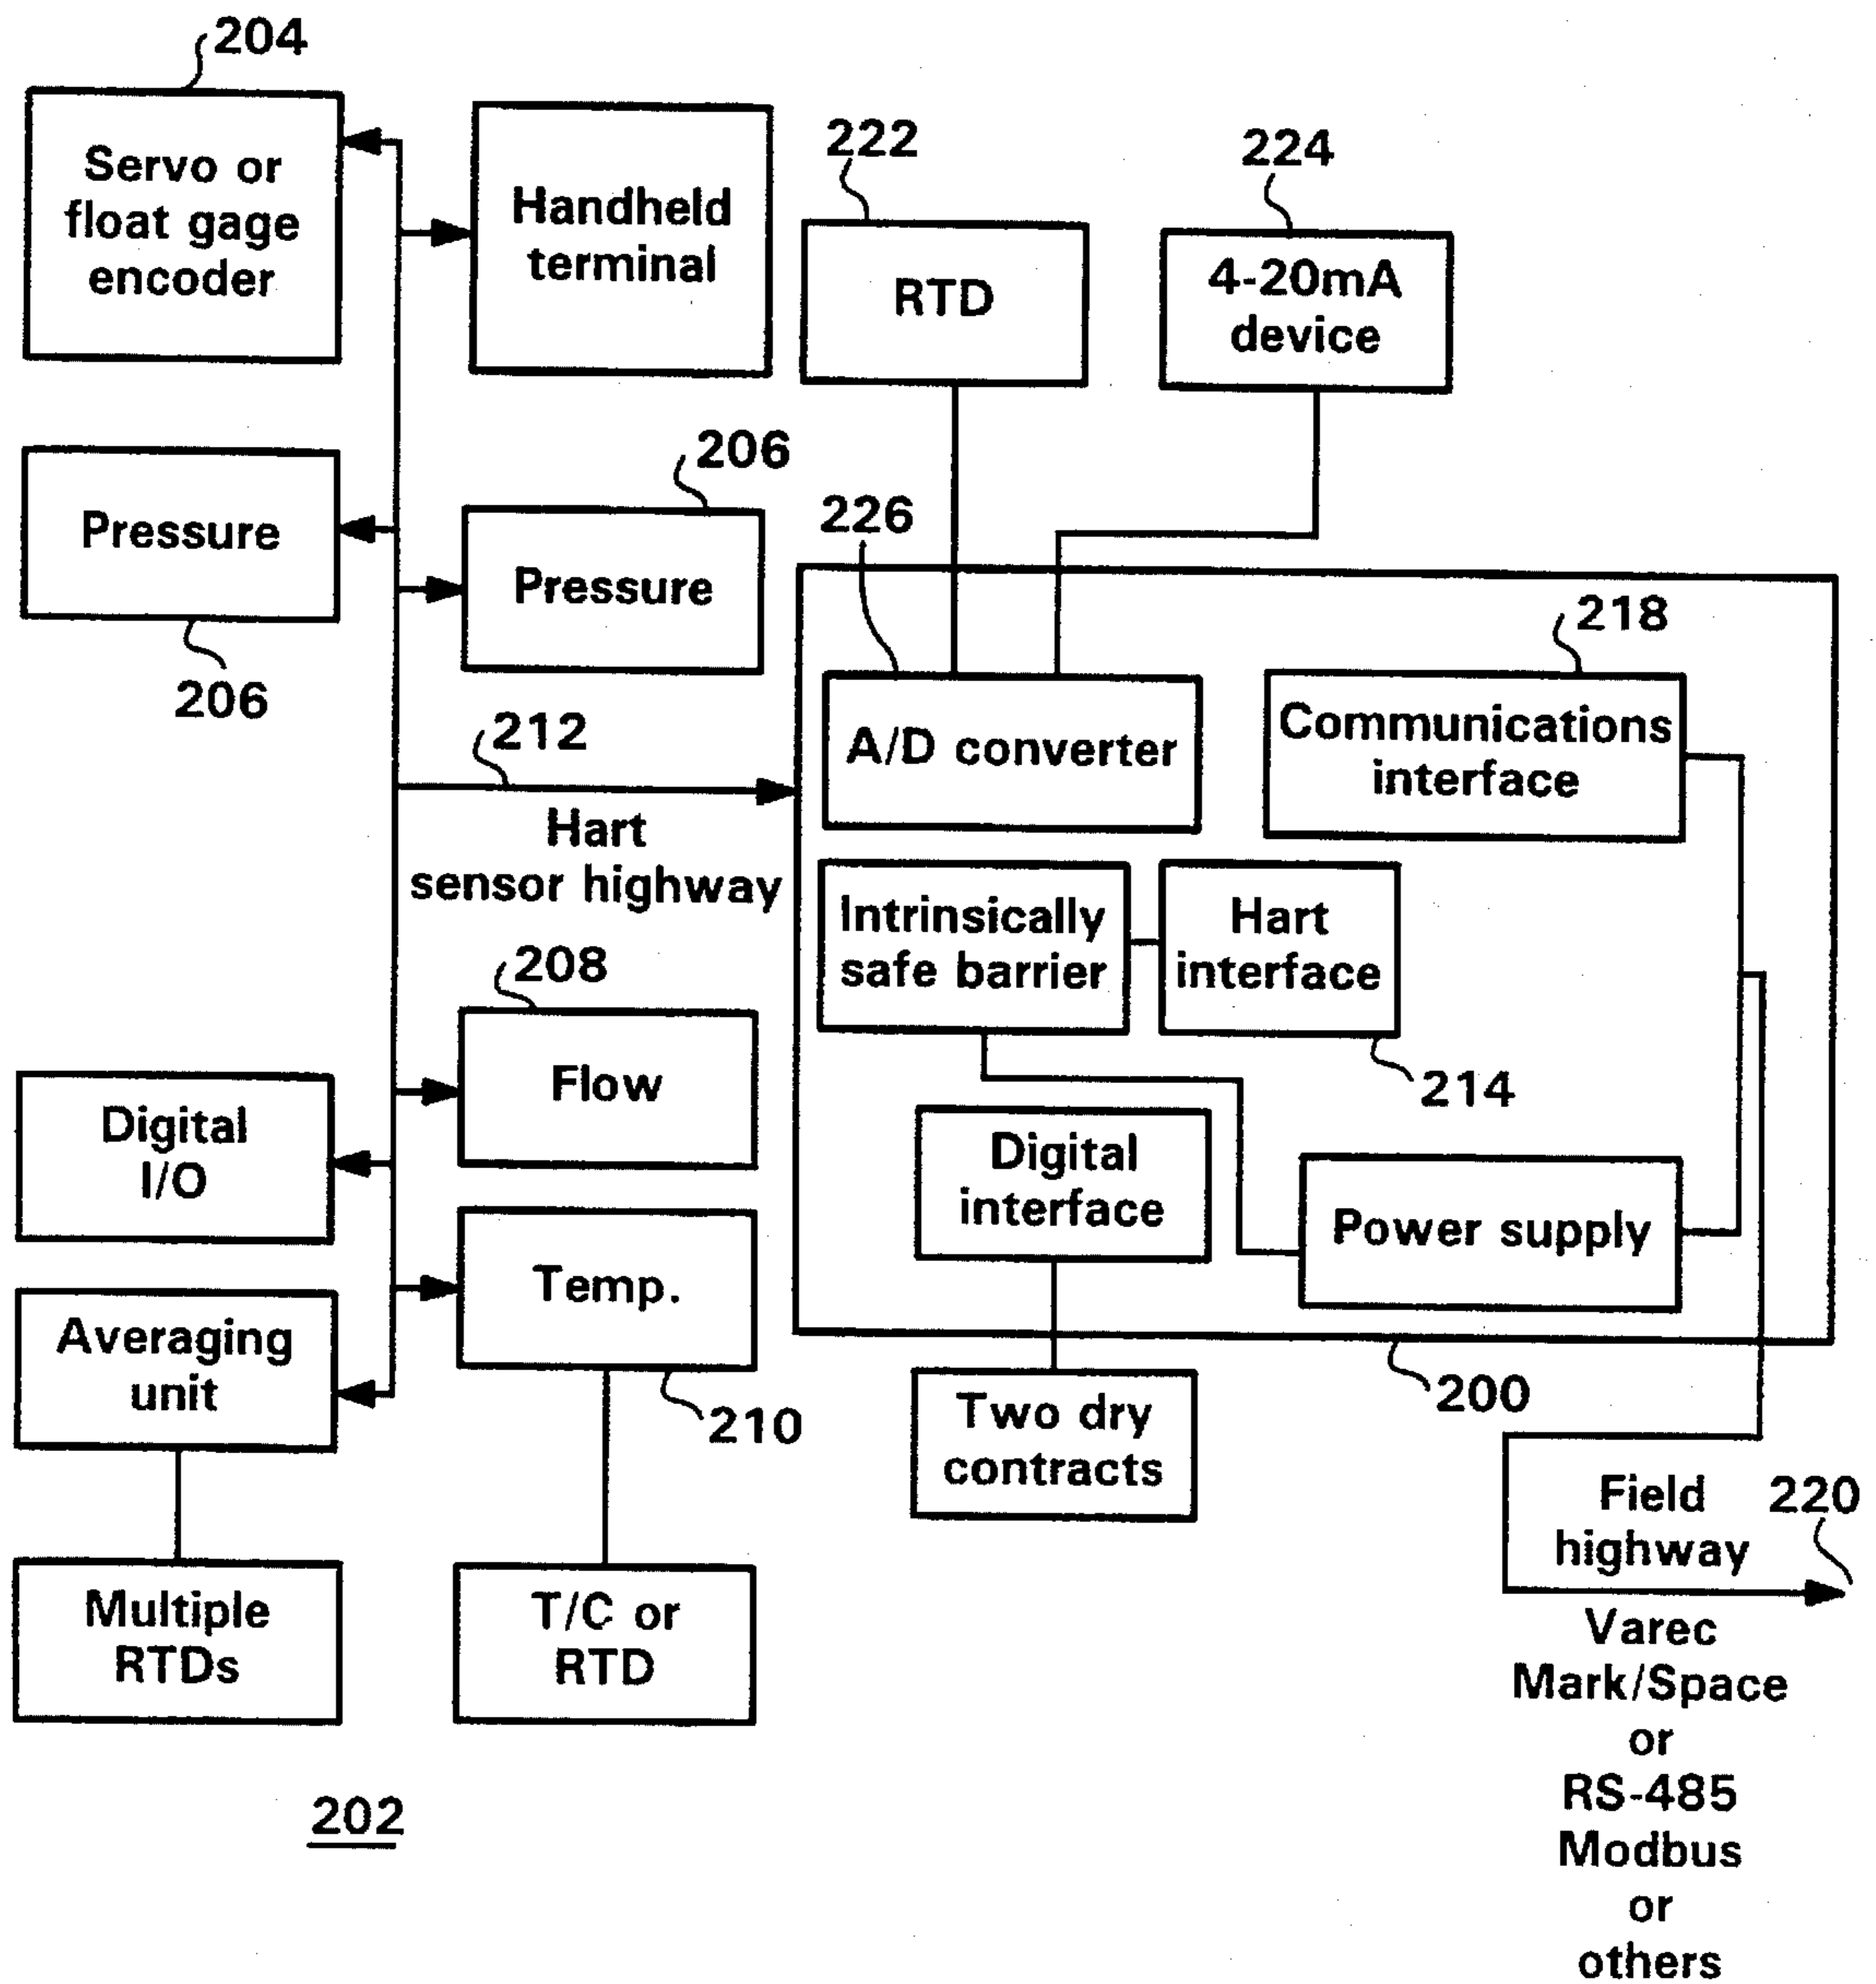 204
Servo or
float gage
encoder
Handheld
terminal
222
RTD
224
4-20mA
device
Pressure
206
206
Pressure
226
A/D converter
218
Communications
interface
212
Hart
sensor highway
Intrinsically
safe barrier
Hart
interface
214
208
Flow
Digital
I/O
Digital
interface
Power supply
Temp.
210
Averaging
unit
200
Two dry
contracts
Multiple
RTDs
T/C or
RTD
Field
highway
220
Varec
Mark/Space
or
RS-485
Modbus
or
others
202